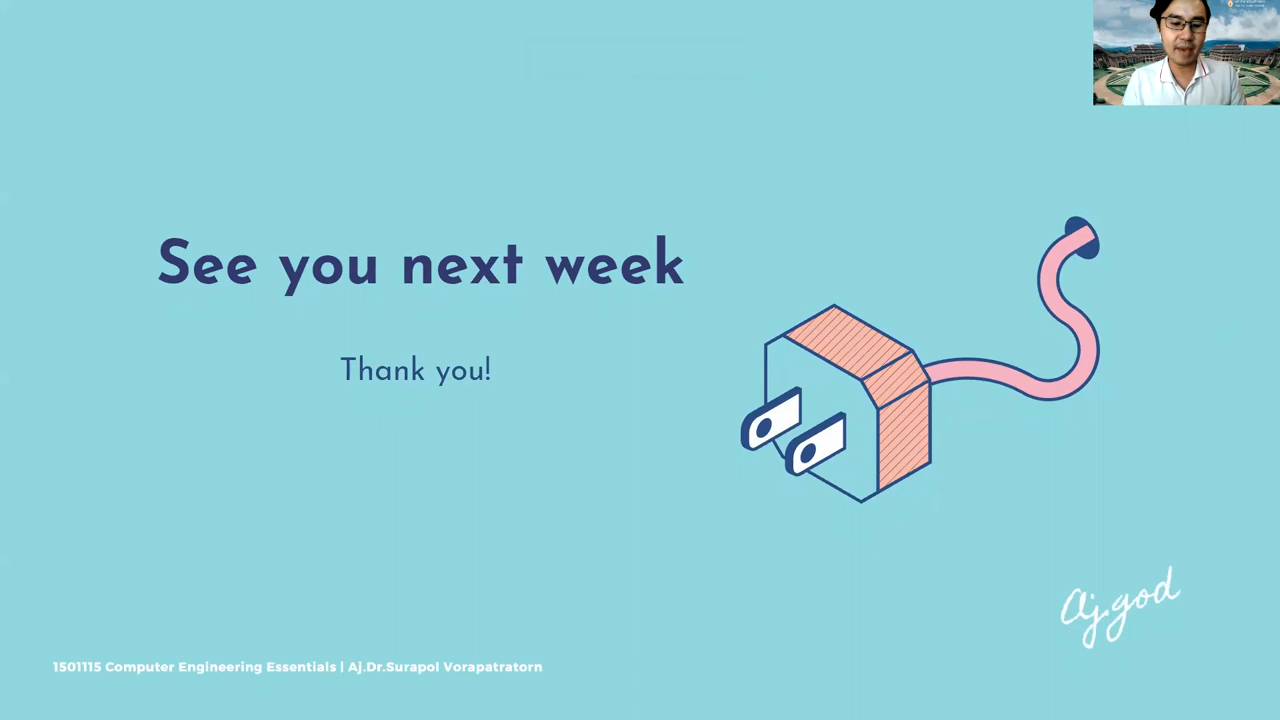 See you next week
Thank you!
aj.god
1501115 Computer Engineering Essentials | Aj.Dr.Surapol Vorapatratorn